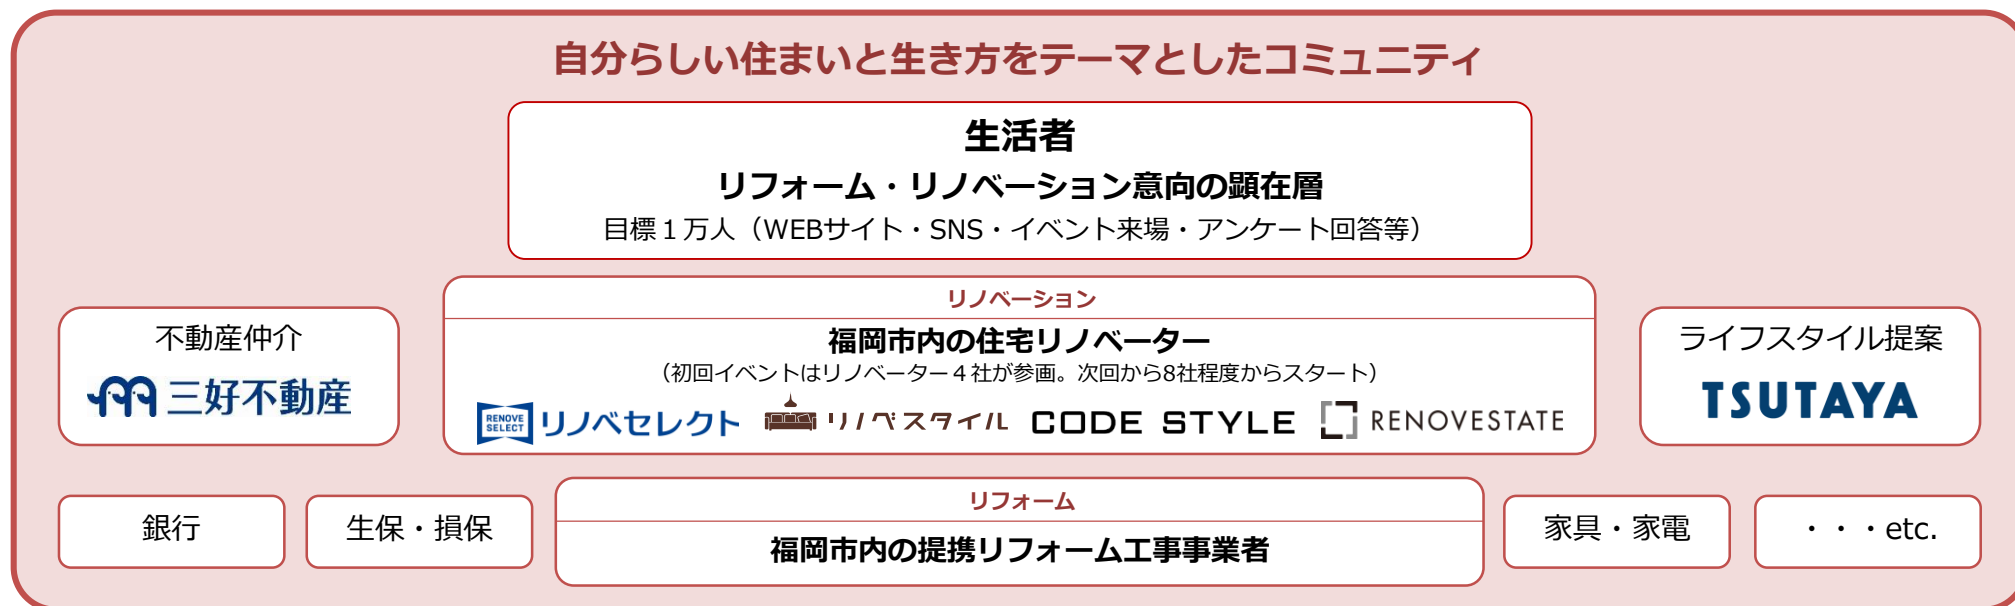 自分らしい住まいと生き方をテーマとしたコミュニティ
生活者
リフォーム・リノベーション意向の顕在層
目標１万人（WEBサイト・SNS・イベント来場・アンケート回答等）
不動産仲介
三好不動産
リノベーション
福岡市内の住宅リノベーター
（初回イベントはリノベーター４社が参画。次回から8社程度からスタート）
RENOVE SELECT リノベセレクト リノベスタイル CODE STYLE RENOVESTATE
ライフスタイル提案
TSUTAYA
銀行
生保・損保
リフォーム
福岡市内の提携リフォーム工事事業者
家具・家電
・・・etc.